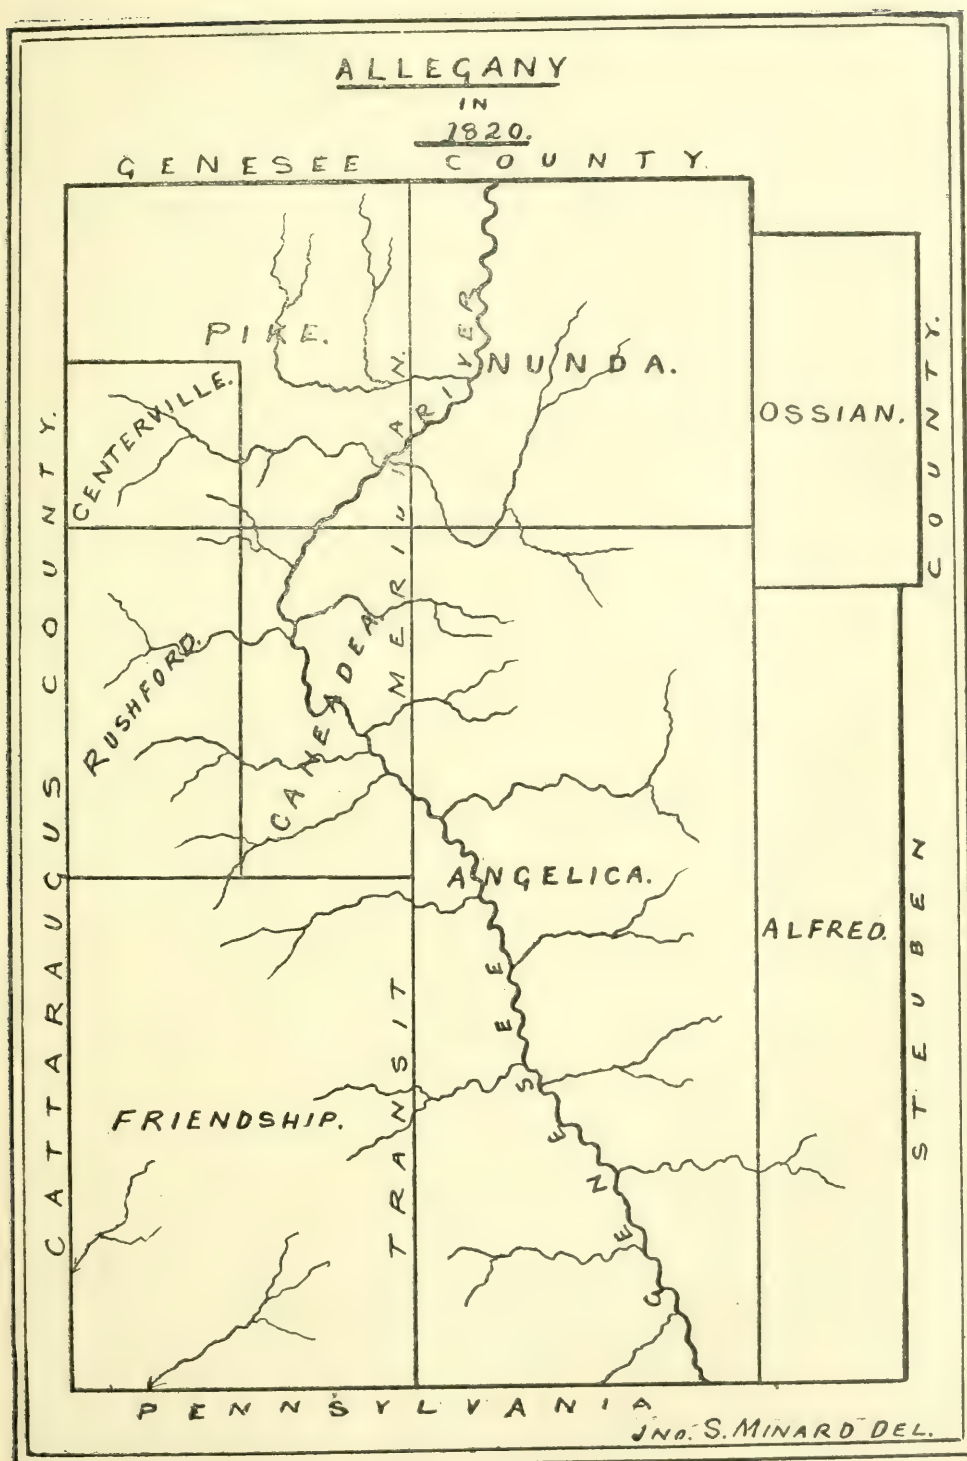 ALLEGANY
IN
1820.
GENESEE COUNTY.
PIKE.
NUNDA.
CENTERVILLE.
OSSIAN.
RUSHFORD.
CANEADEA
ANGELICA.
ALFRED.
FRIENDSHIP.
GENESEE RIVER
TRANSIT MERIDIAN.
CATTARAUGUS COUNTY.
STEUBEN COUNTY.
PENNSYLVANIA
JNO. S. MINARD DEL.